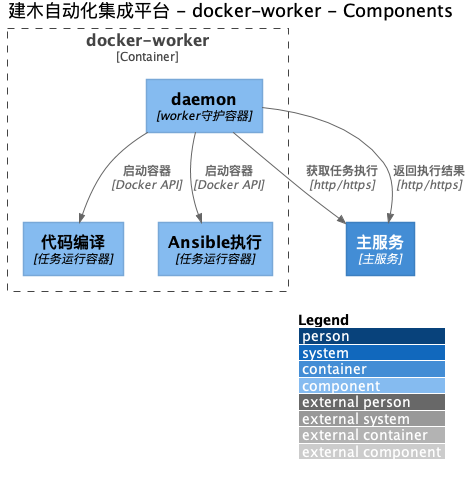 建木自动化集成平台 - docker-worker - Components
docker-worker
[Container]
daemon
[worker守护容器]
启动容器
[Docker API]
启动容器
[Docker API]
获取任务执行
[http/https]
返回执行结果
[http/https]
代码编译
[任务运行容器]
Ansible执行
[任务运行容器]
主服务
[主服务]
Legend
person
system
container
component
external person
external system
external container
external component